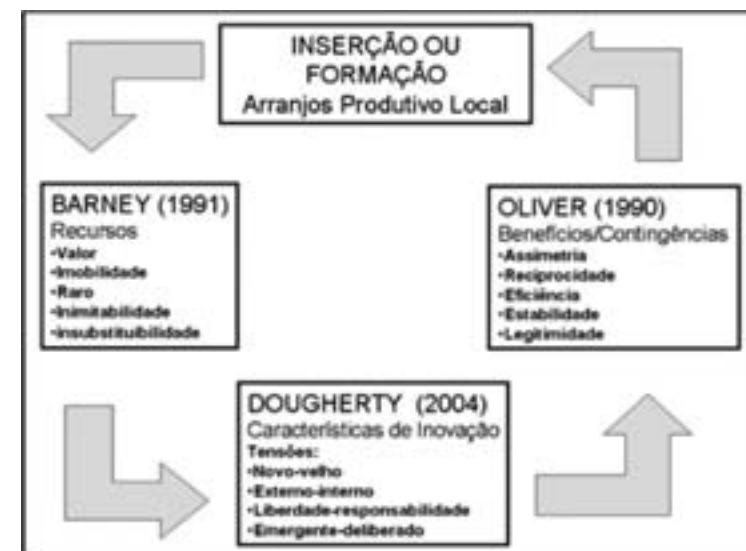 INSERÇÃO OU
FORMAÇÃO
Arranjos Produtivo Local
BARNEY (1991)
Recursos
•Valor
•Imobilidade
•Raro
•Inimitabilidade
•insubstituibilidade
OLIVER (1990)
Benefícios/Contingências
•Assimetria
•Reciprocidade
•Eficiência
•Estabilidade
•Legitimidade
DOUGHERTY (2004)
Características de Inovação
Tensões:
•Novo-velho
•Externo-interno
•Liberdade-responsabilidade
•Emergente-deliberado